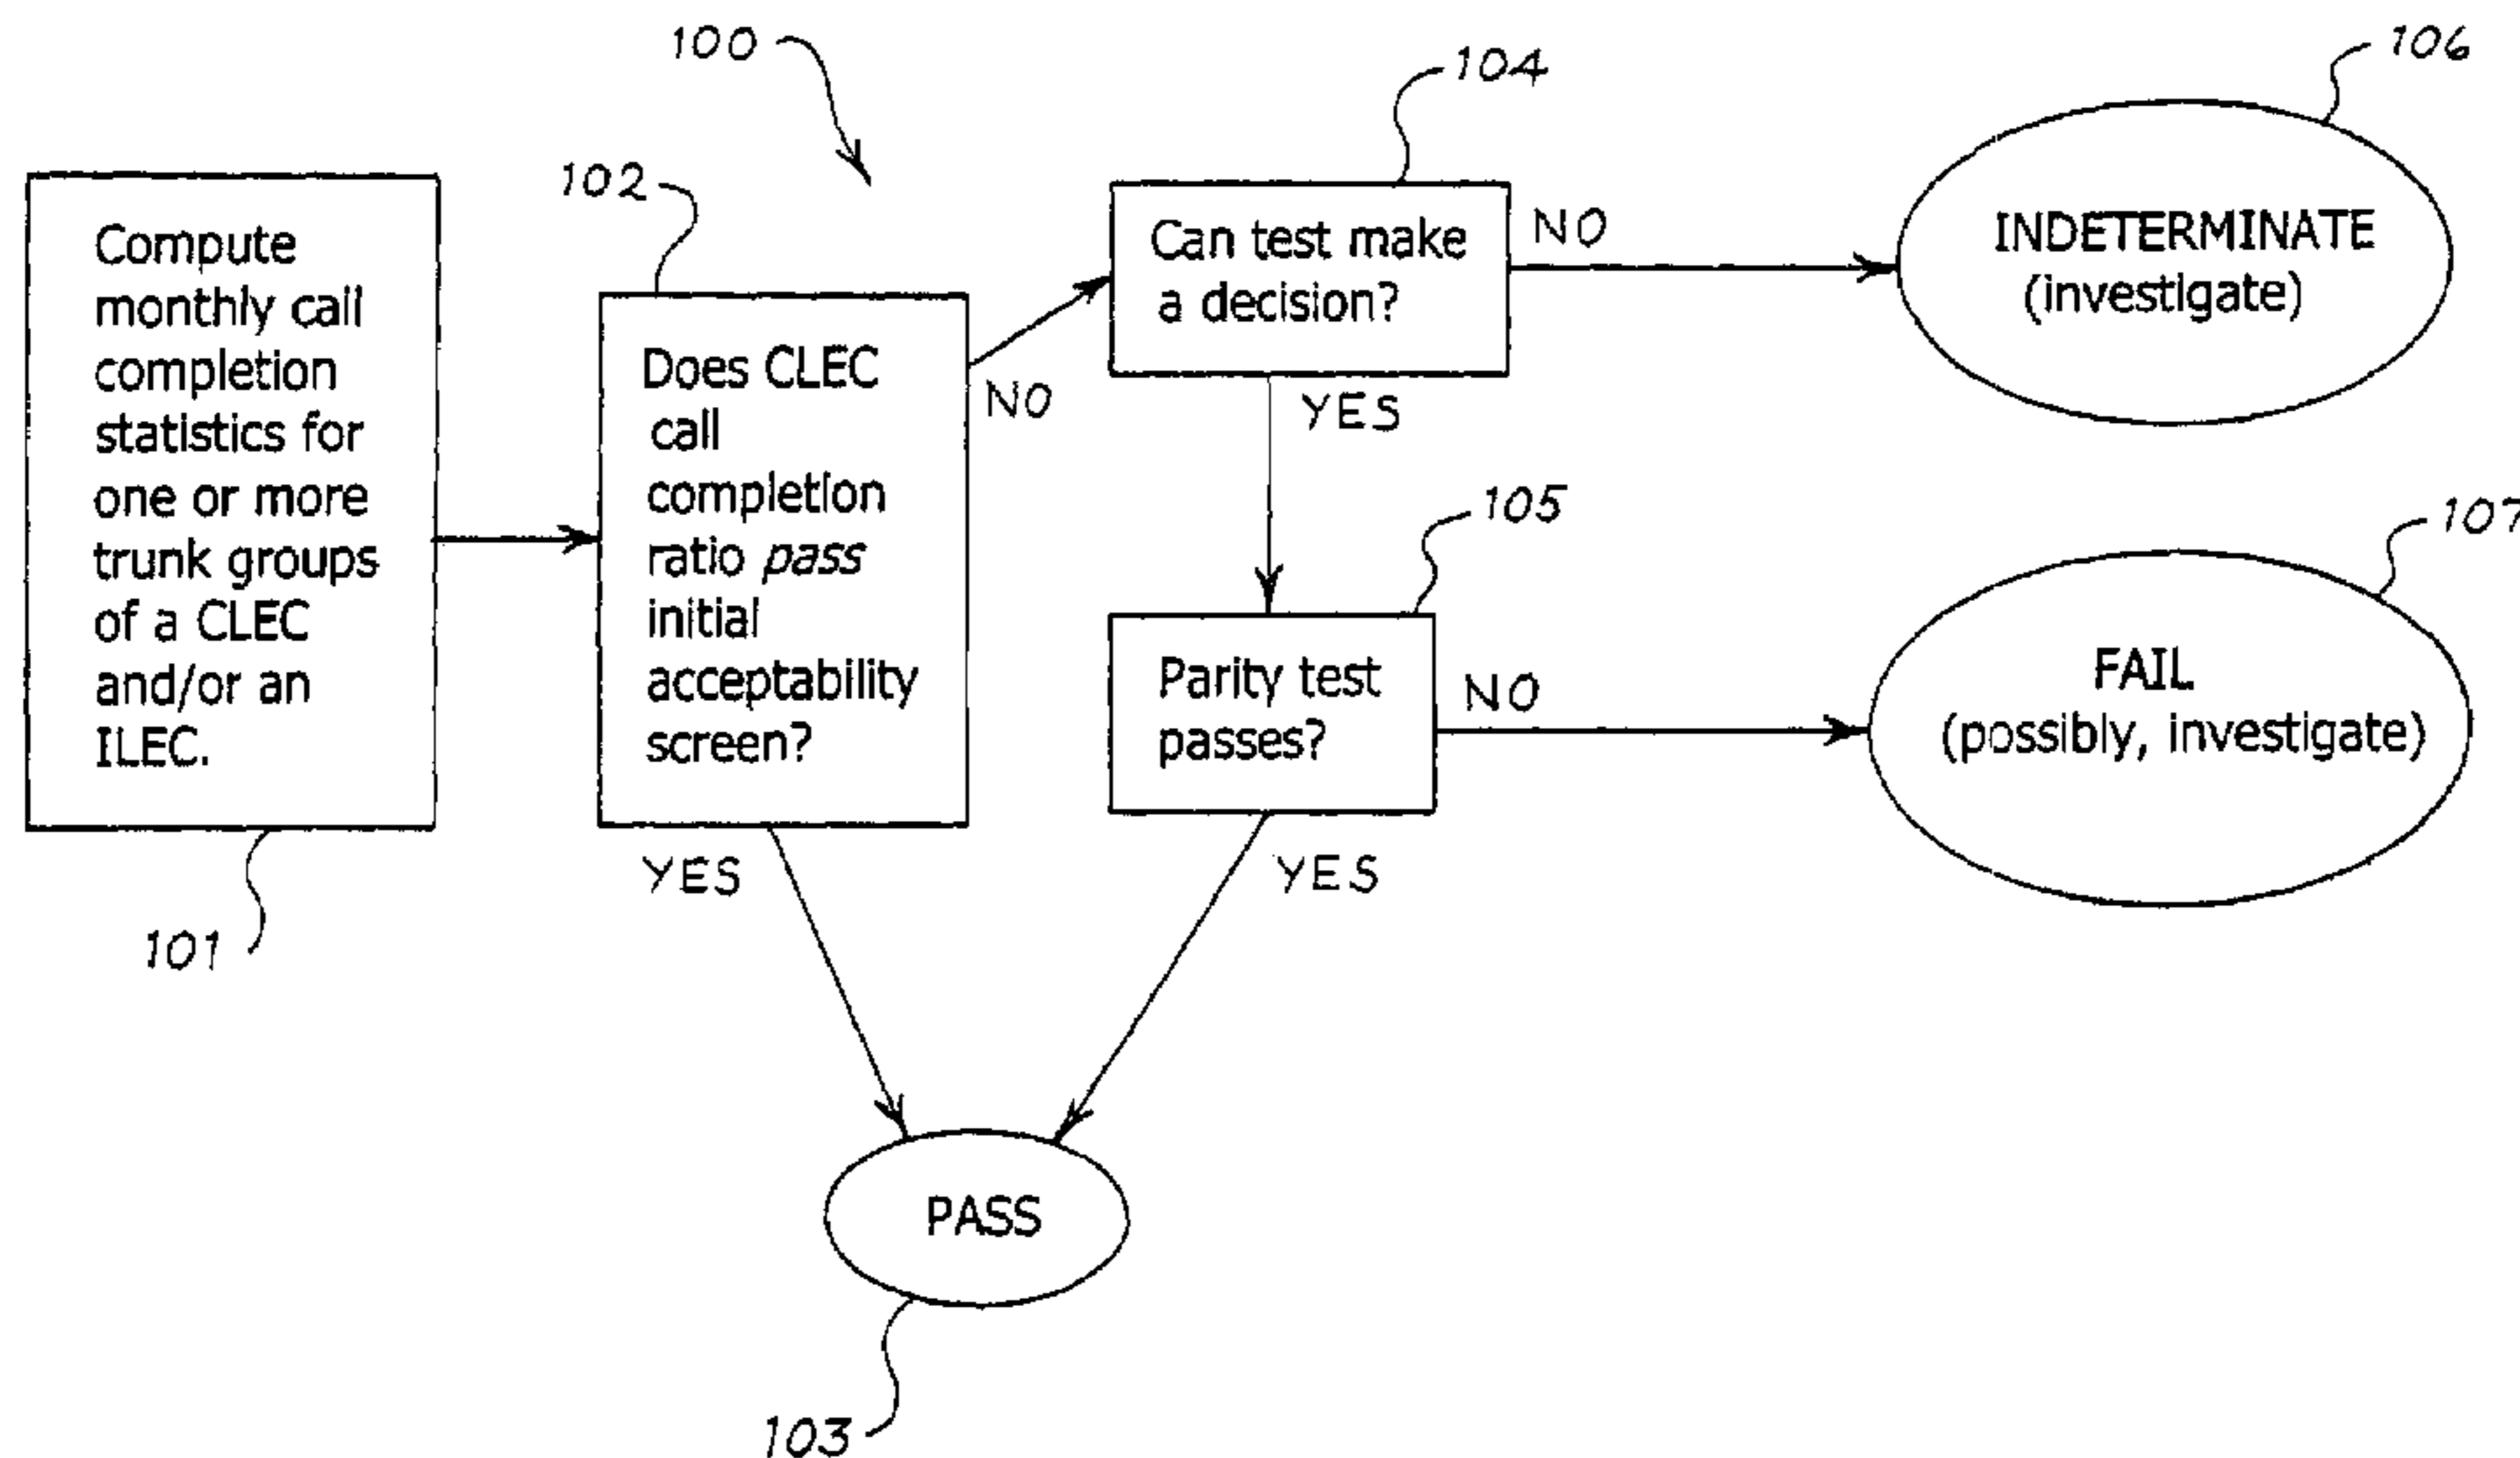 100
104
106
102
Compute
monthly call
completion
statistics for
one or more
trunk groups
of a CLEC
and/or an
ILEC.
101
Does CLEC
call
completion
ratio pass
initial
acceptability
screen?
NO
YES
Can test make
a decision?
NO
YES
INDETERMINATE
(investigate)
105
Parity test
passes?
NO
YES
107
FAIL
(possibly, investigate)
PASS
103